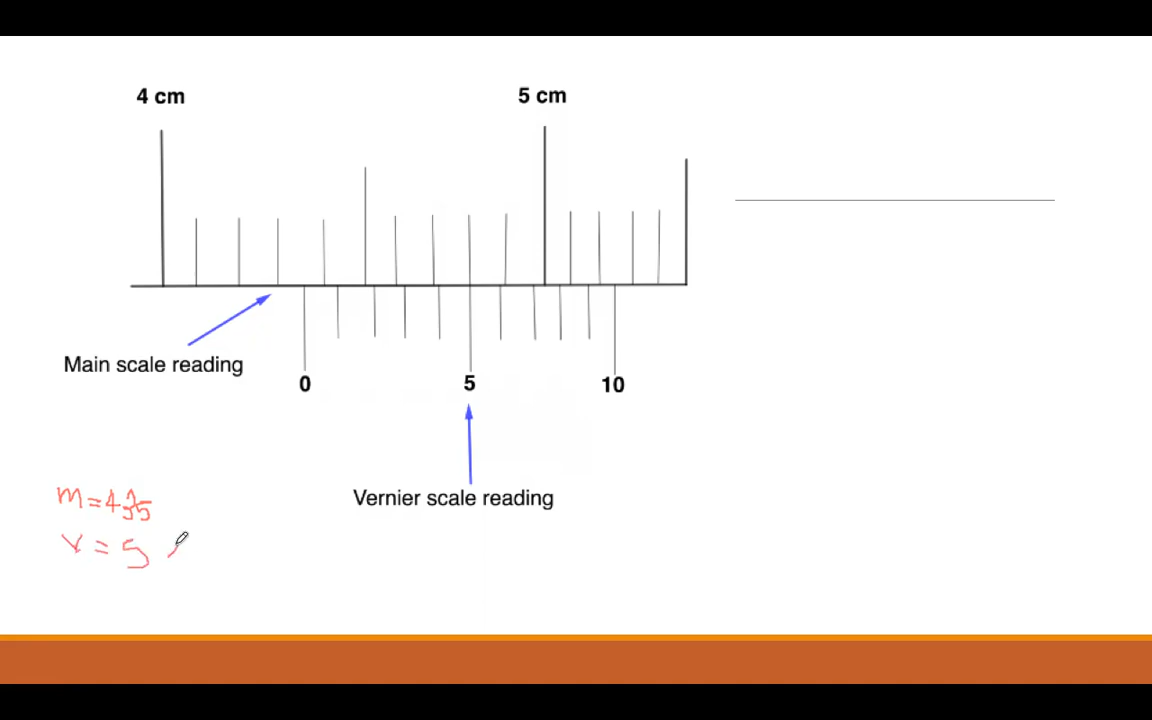 4 cm
5 cm
Main scale reading
0
5
10
Vernier scale reading
v = 5